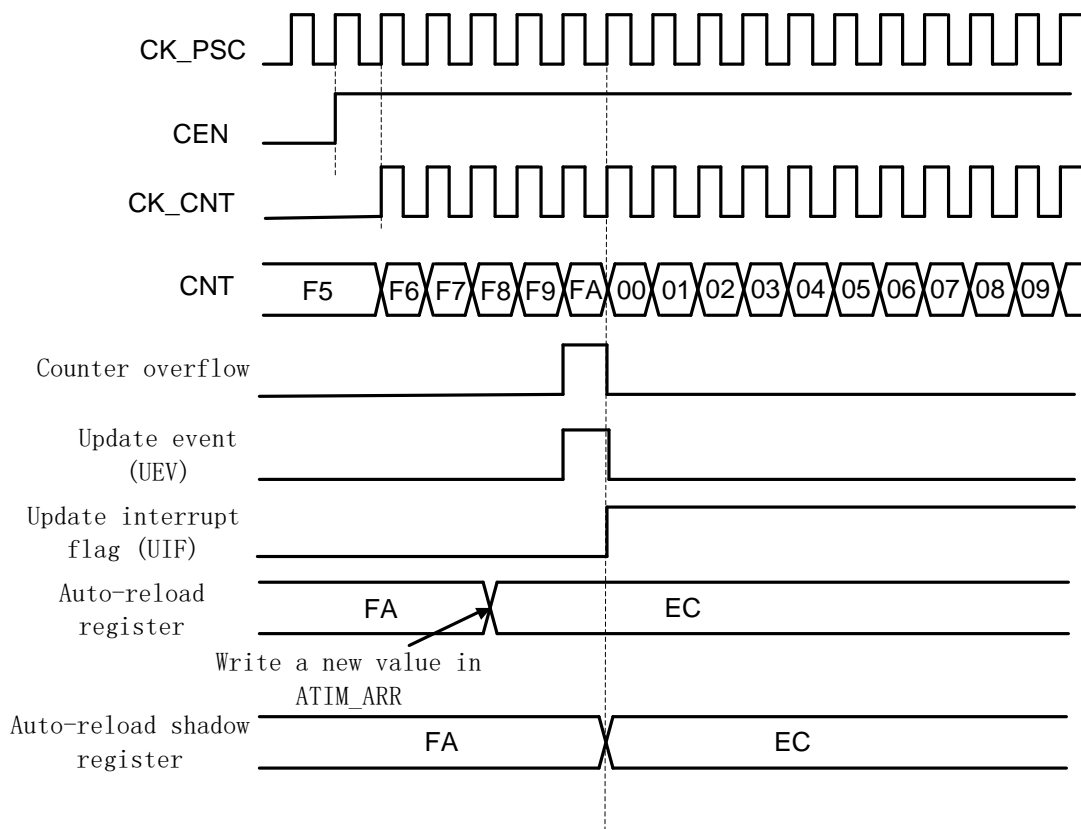 CK_PSC
CEN
CK_CNT
CNT
F5 F6 F7 F8 F9 FA 00 01 02 03 04 05 06 07 08 09
Counter overflow
Update event
(UEV)
Update interrupt
flag (UIF)
Auto-reload
register
FA EC
Write a new value in
ATIM_ARR
Auto-reload shadow
register
FA EC